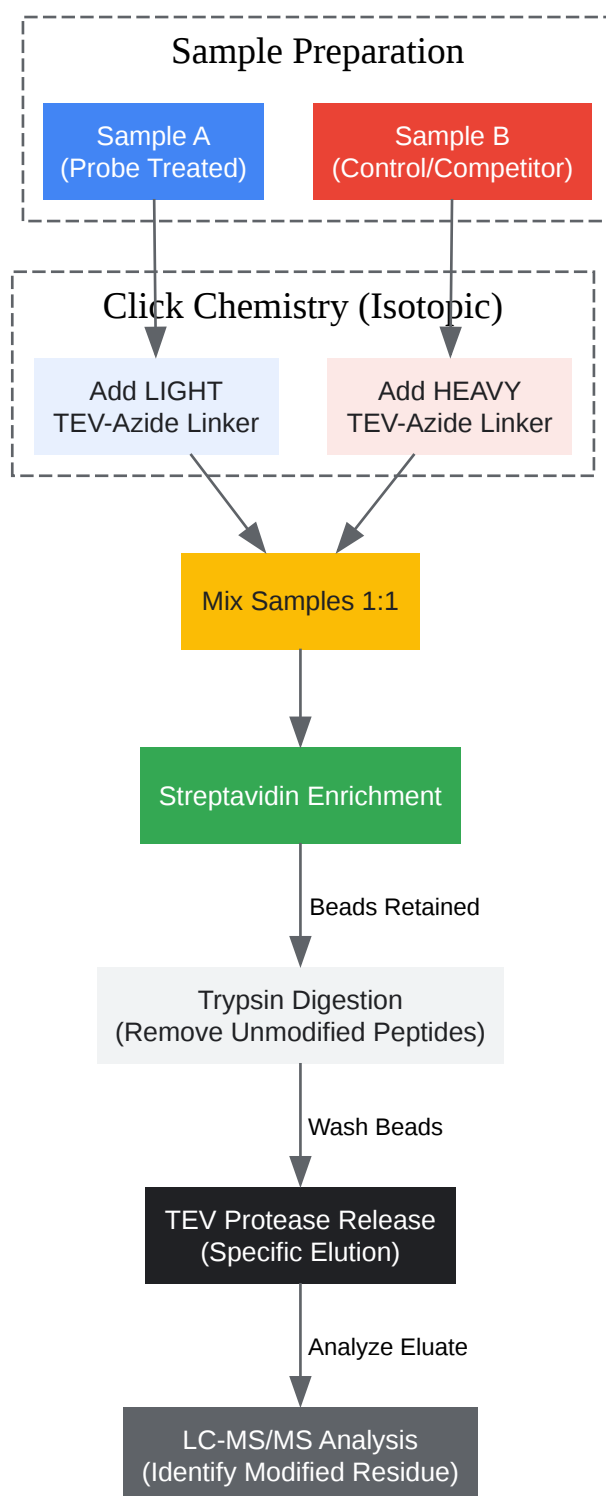 Sample Preparation
Sample A
(Probe Treated)
Sample B
(Control/Competitor)
Click Chemistry (Isotopic)
Add LIGHT
TEV-Azide Linker
Add HEAVY
TEV-Azide Linker
Mix Samples 1:1
Streptavidin Enrichment
Beads Retained
Trypsin Digestion
(Remove Unmodified Peptides)
Wash Beads
TEV Protease Release
(Specific Elution)
Analyze Eluate
LC-MS/MS Analysis
(Identify Modified Residue)